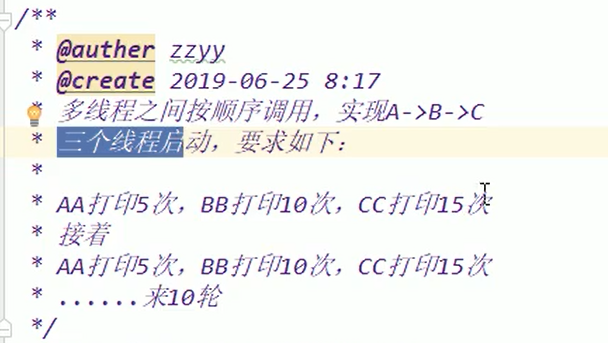 /**
* @auther zzyy
* @create 2019-06-25 8:17
* 多线程之间按顺序调用，实现A->B->C
* 三个线程启动，要求如下：
*
* AA打印5次，BB打印10次，CC打印15次
* 接着
* AA打印5次，BB打印10次，CC打印15次
* ......来10轮
*/